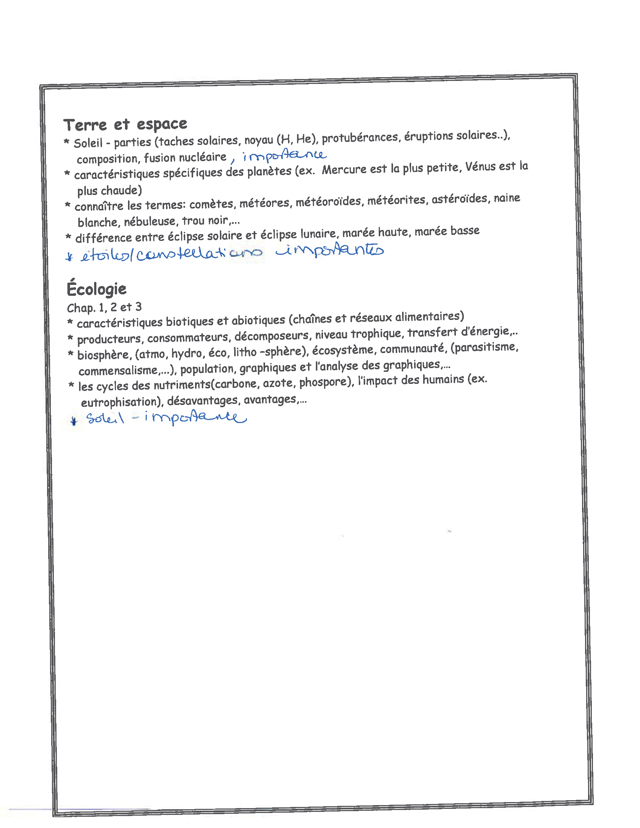 Terre et espace
* Soleil - parties (taches solaires, noyau (H, He), protubérances, éruptions solaires..),
composition, fusion nucléaire , importance
* caractéristiques spécifiques des planètes (ex. Mercure est la plus petite, Vénus est la
plus chaude)
* connaître les termes: comètes, météores, météoroïdes, météorites, astéroïdes, naine
blanche, nébuleuse, trou noir,...
* différence entre éclipse solaire et éclipse lunaire, marée haute, marée basse
* étoiles/constellations importantes
Écologie
Chap. 1, 2 et 3
* caractéristiques biotiques et abiotiques (chaînes et réseaux alimentaires)
* producteurs, consommateurs, décomposeurs, niveau trophique, transfert d'énergie,..
* biosphère, (atmo, hydro, éco, litho -sphère), écosystème, communauté, (parasitisme,
commensalisme,...), population, graphiques et l'analyse des graphiques,...
* les cycles des nutriments(carbone, azote, phospore), l'impact des humains (ex.
eutrophisation), désavantages, avantages,...
* soleil - importance